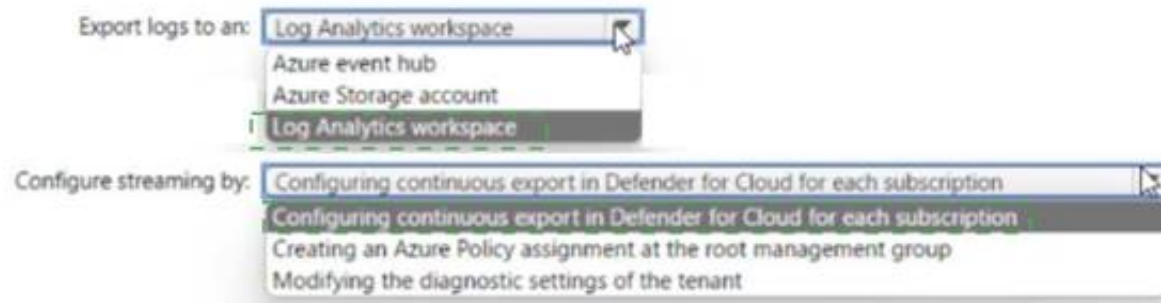 Export logs to an: Log Analytics workspace
Azure event hub
Azure Storage account
Log Analytics workspace
Configure streaming by: Configuring continuous export in Defender for Cloud for each subscription
Configuring continuous export in Defender for Cloud for each subscription
Creating an Azure Policy assignment at the root management group
Modifying the diagnostic settings of the tenant